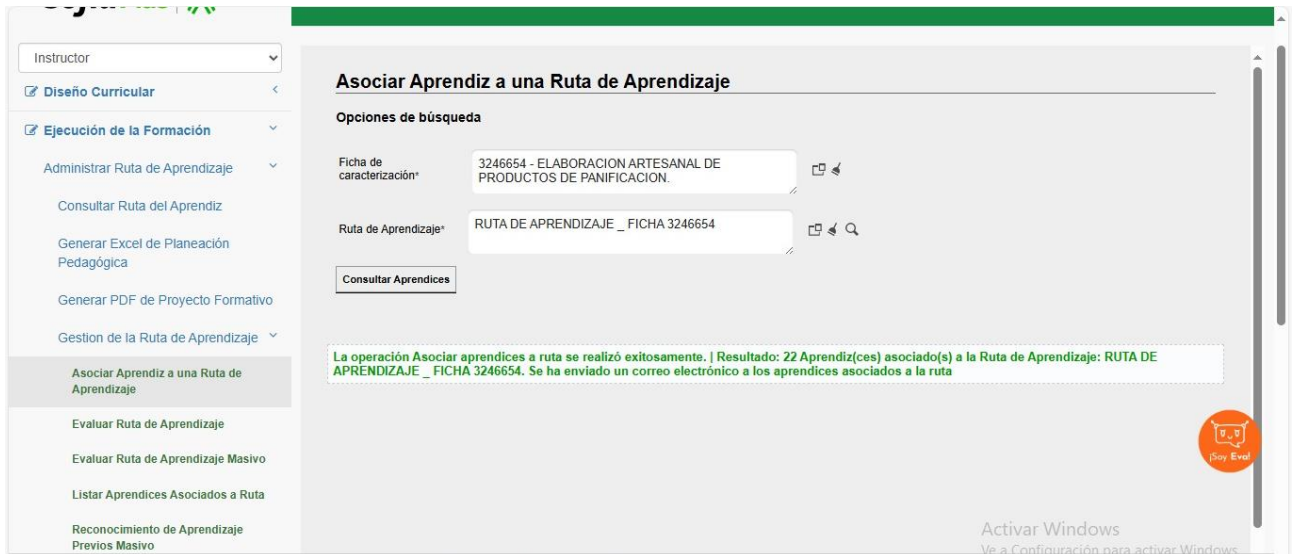 Instructor
Diseño Curricular
Ejecución de la Formación
Administrar Ruta de Aprendizaje
Consultar Ruta del Aprendiz
Generar Excel de Planeación
Pedagógica
Generar PDF de Proyecto Formativo
Gestion de la Ruta de Aprendizaje
Asociar Aprendiz a una Ruta de
Aprendizaje
Evaluar Ruta de Aprendizaje
Evaluar Ruta de Aprendizaje Masivo
Listar Aprendices Asociados a Ruta
Reconocimiento de Aprendizaje
Previos Masivo
Asociar Aprendiz a una Ruta de Aprendizaje
Opciones de búsqueda
Ficha de
caracterización*
3246654 - ELABORACION ARTESANAL DE
PRODUCTOS DE PANIFICACION.
Ruta de Aprendizaje*
RUTA DE APRENDIZAJE _ FICHA 3246654
Consultar Aprendices
La operación Asociar aprendices a ruta se realizó exitosamente. | Resultado: 22 Aprendiz(ces) asociado(s) a la Ruta de Aprendizaje: RUTA DE
APRENDIZAJE _ FICHA 3246654. Se ha enviado un correo electrónico a los aprendices asociados a la ruta
¡Soy Eva!
Activar Windows
Ve a Configuración para activar Windows